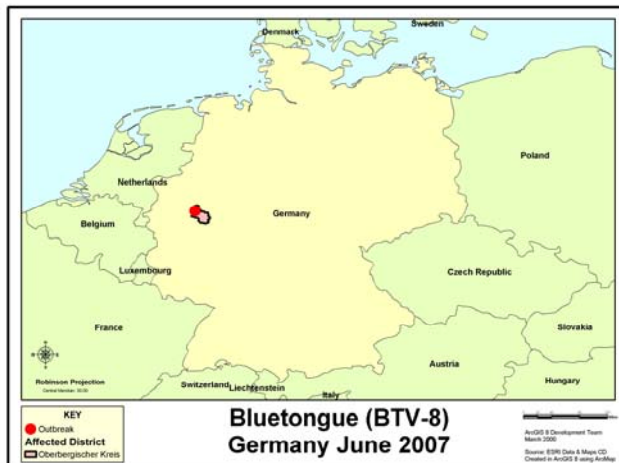 Denmark
Sweden
Poland
Netherlands
Germany
Belgium
Luxembourg
Czech Republic
France
Slovakia
Austria
Switzerland
Liechtenstein
Hungary
Italy
Robinson Projection
KEY
Outbreak
Affected District
Oberbergischer Kreis
Bluetongue (BTV-8)
Germany June 2007
ArcGIS 8 Development Team
March 2000
Source: ESRI Data & Maps CD
Created in ArcGIS 8 using ArcMap